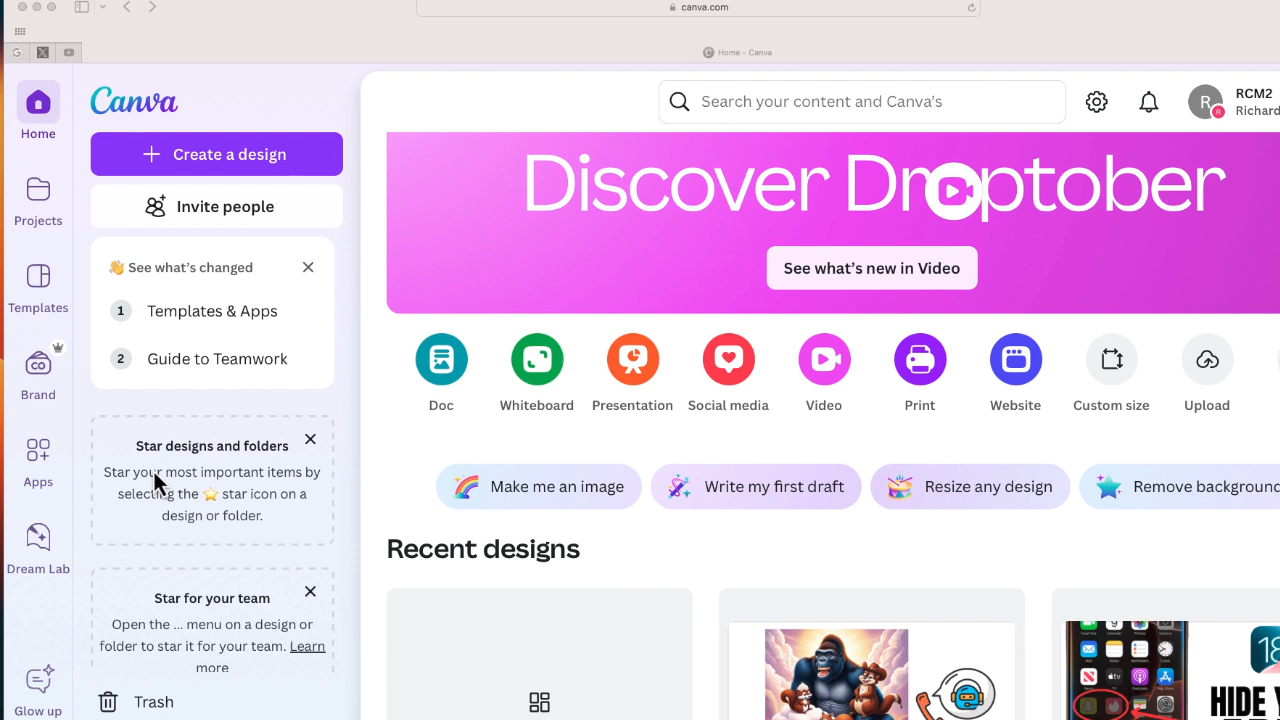 canva.com
G
X
C Home - Canva
Canva
Search your content and Canva's
R
R
RCM2
Richard
Home
Projects
Templates
Brand
Apps
Dream Lab
Glow up
+ Create a design
Invite people
👋 See what's changed
1 Templates & Apps
2 Guide to Teamwork
Star designs and folders
Star your most important items by
selecting the ⭐ star icon on a
design or folder.
Star for your team
Open the ... menu on a design or
folder to star it for your team. Learn
more
Trash
Discover Droptober
See what's new in Video
Doc
Whiteboard
Presentation
Social media
Video
Print
Website
Custom size
Upload
Make me an image
Write my first draft
Resize any design
Remove background
Recent designs
18
HIDE